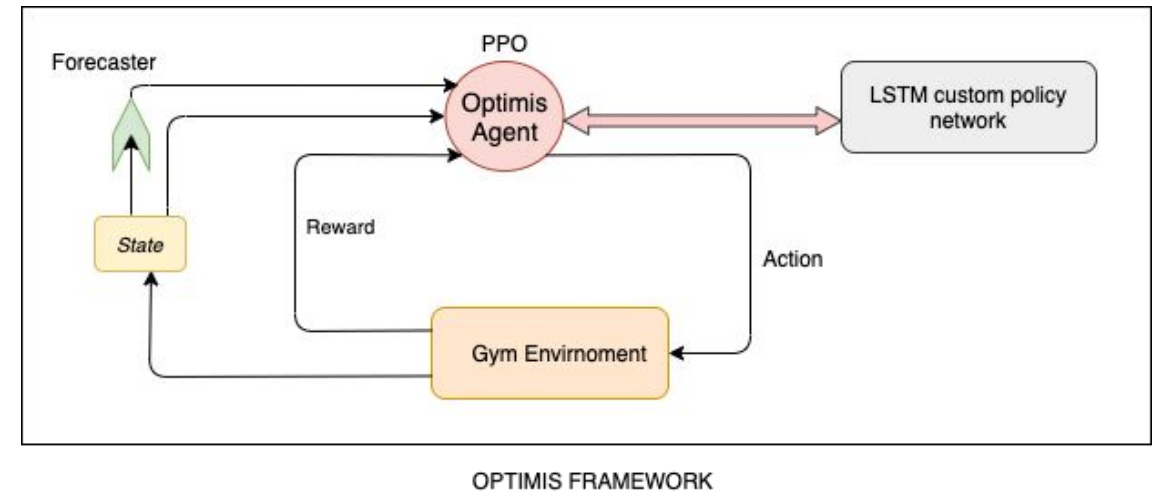 PPO
Forecaster
Optimis
Agent
LSTM custom policy
network
State
Reward
Action
Gym Envirnoment
OPTIMIS FRAMEWORK